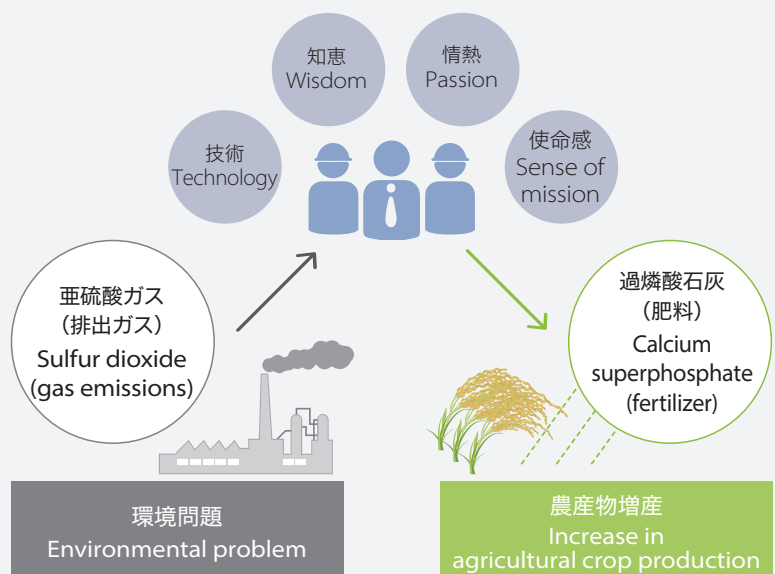 知恵
Wisdom
情熱
Passion
技術
Technology
使命感
Sense of
mission
亜硫酸ガス
（排出ガス）
Sulfur dioxide
(gas emissions)
過燐酸石灰
（肥料）
Calcium
superphosphate
(fertilizer)
環境問題
Environmental problem
農産物増産
Increase in
agricultural crop production